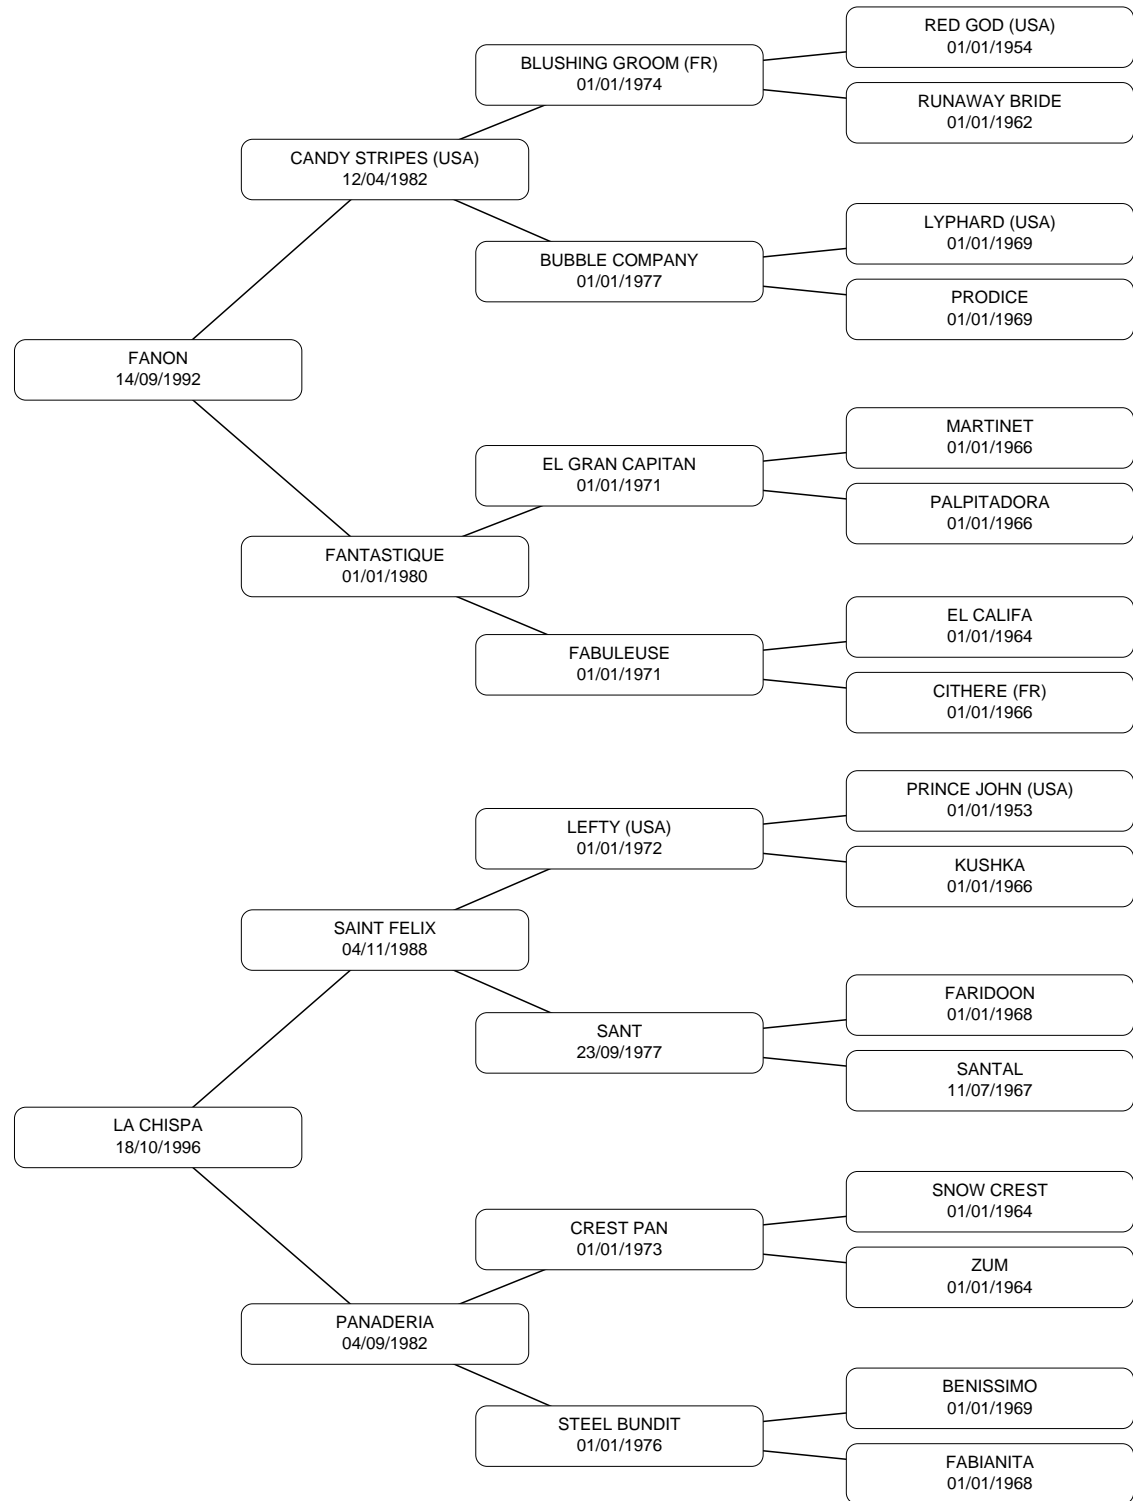 RED GOD (USA)
01/01/1954
BLUSHING GROOM (FR)
01/01/1974
RUNAWAY BRIDE
01/01/1962
CANDY STRIPES (USA)
12/04/1982
LYPHARD (USA)
01/01/1969
BUBBLE COMPANY
01/01/1977
PRODICE
01/01/1969
FANON
14/09/1992
MARTINET
01/01/1966
EL GRAN CAPITAN
01/01/1971
PALPITADORA
01/01/1966
FANTASTIQUE
01/01/1980
EL CALIFA
01/01/1964
FABULEUSE
01/01/1971
CITHERE (FR)
01/01/1966
PRINCE JOHN (USA)
01/01/1953
LEFTY (USA)
01/01/1972
KUSHKA
01/01/1966
SAINT FELIX
04/11/1988
FARIDOON
01/01/1968
SANT
23/09/1977
SANTAL
11/07/1967
LA CHISPA
18/10/1996
SNOW CREST
01/01/1964
CREST PAN
01/01/1973
ZUM
01/01/1964
PANADERIA
04/09/1982
BENISSIMO
01/01/1969
STEEL BUNDIT
01/01/1976
FABIANITA
01/01/1968